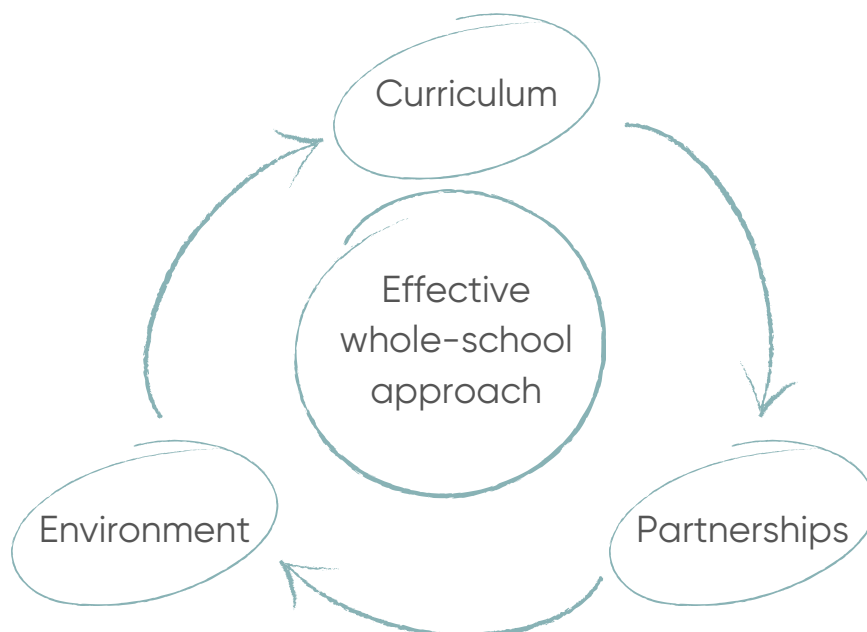 Curriculum
Effective
whole-school
approach
Environment
Partnerships